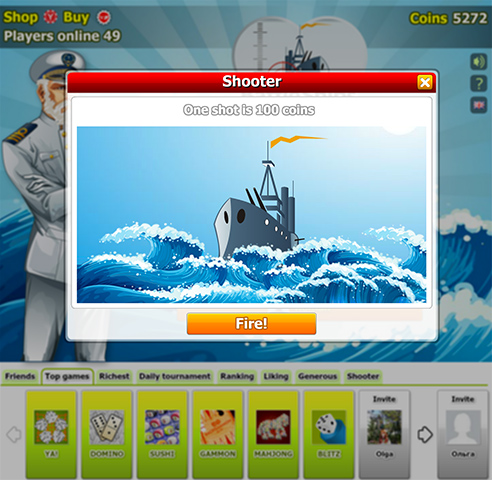 Shop Buy Coins 5272
Players online 49
Shooter
One shot is 100 coins
Fire!
Friends Top games Richest Daily tournament Ranking Liking Generous Shooter
Invite Invite
YA! DOMINO SUSHI GAMMON MAHJONG BLITZ Olga Ольга